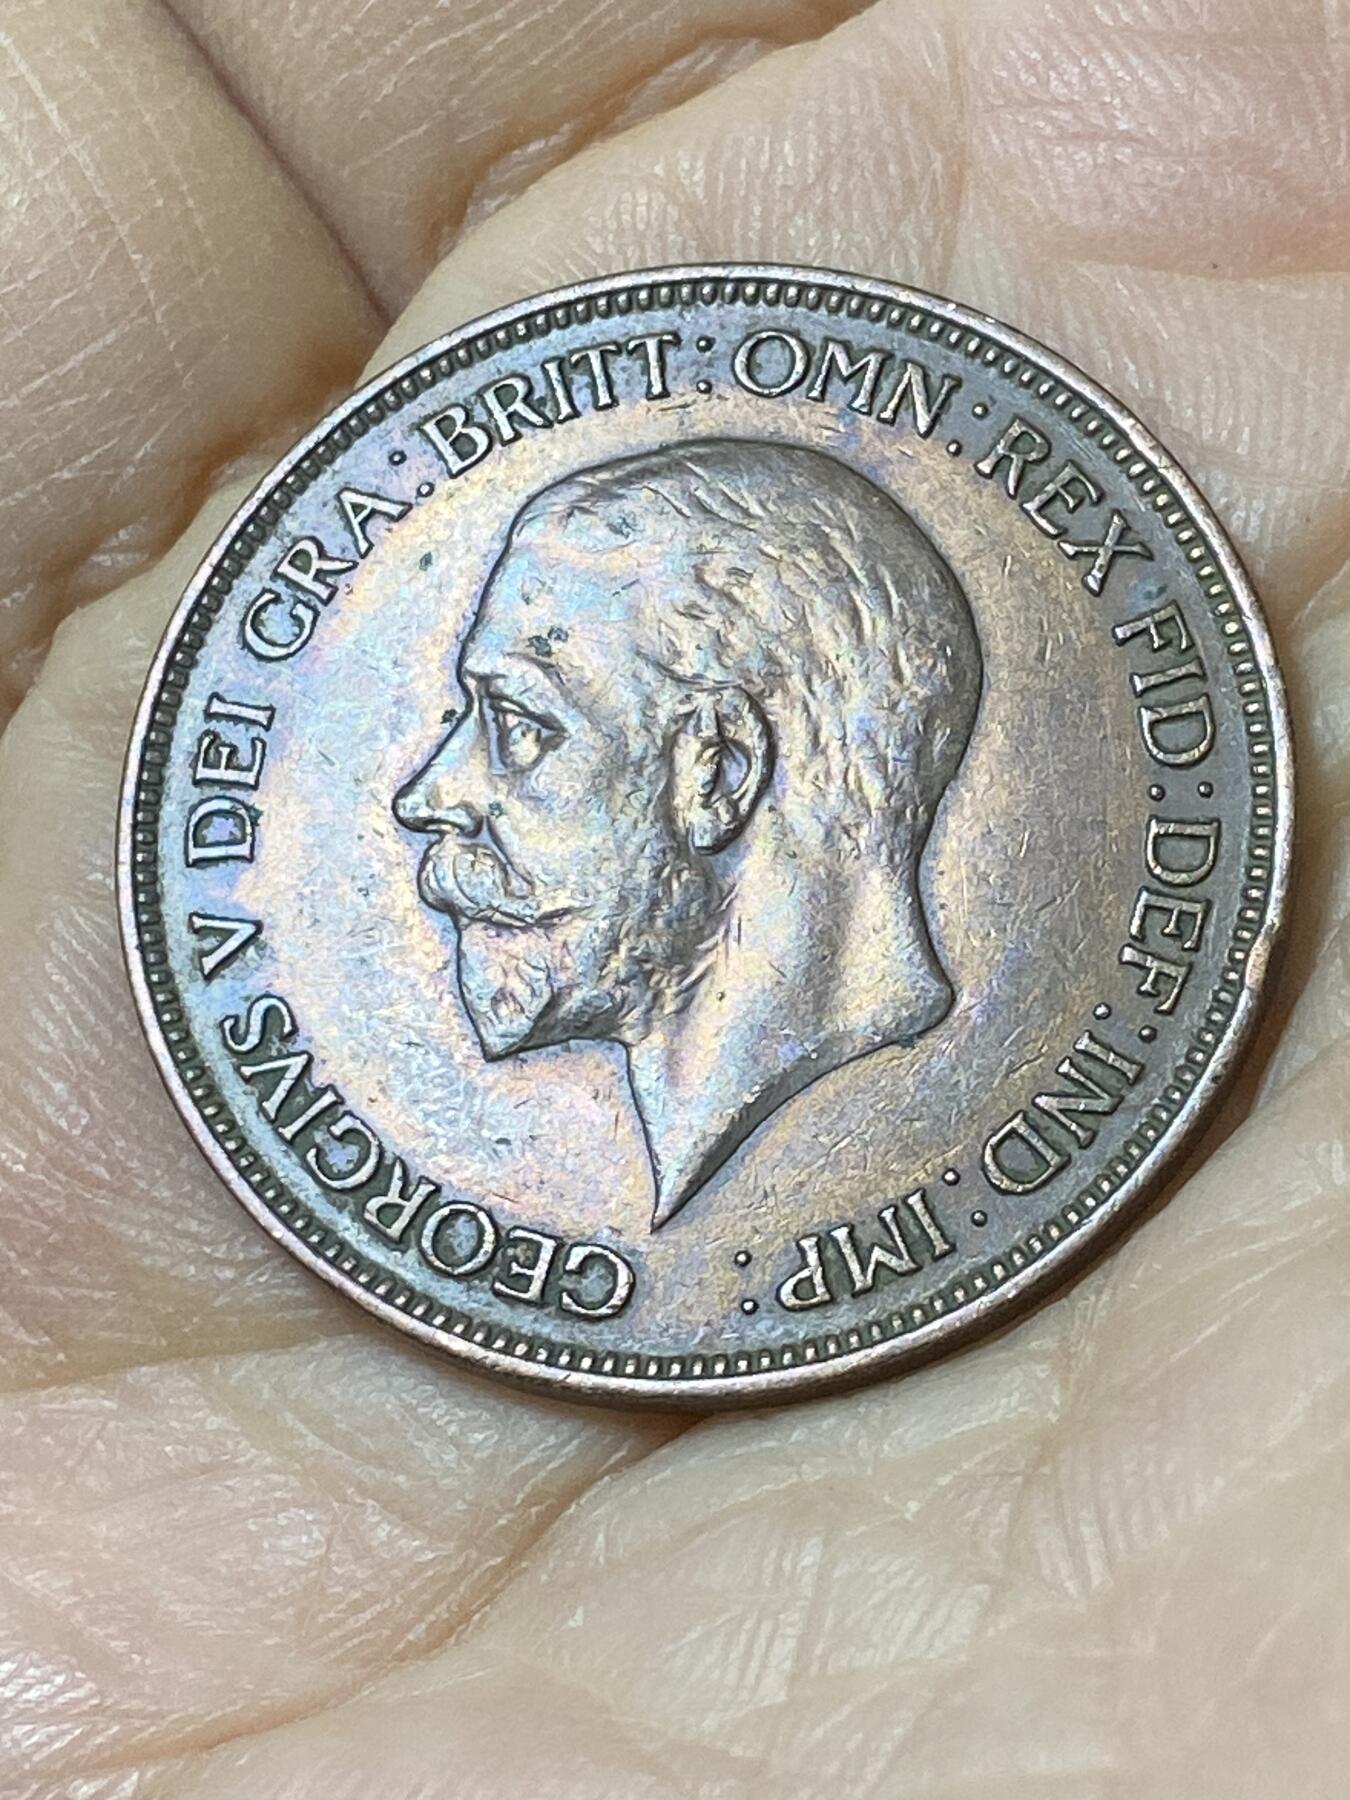 GEORGIVS V DEI GRA: BRITT: OMN: REX FID: DEF: IND: IMP: